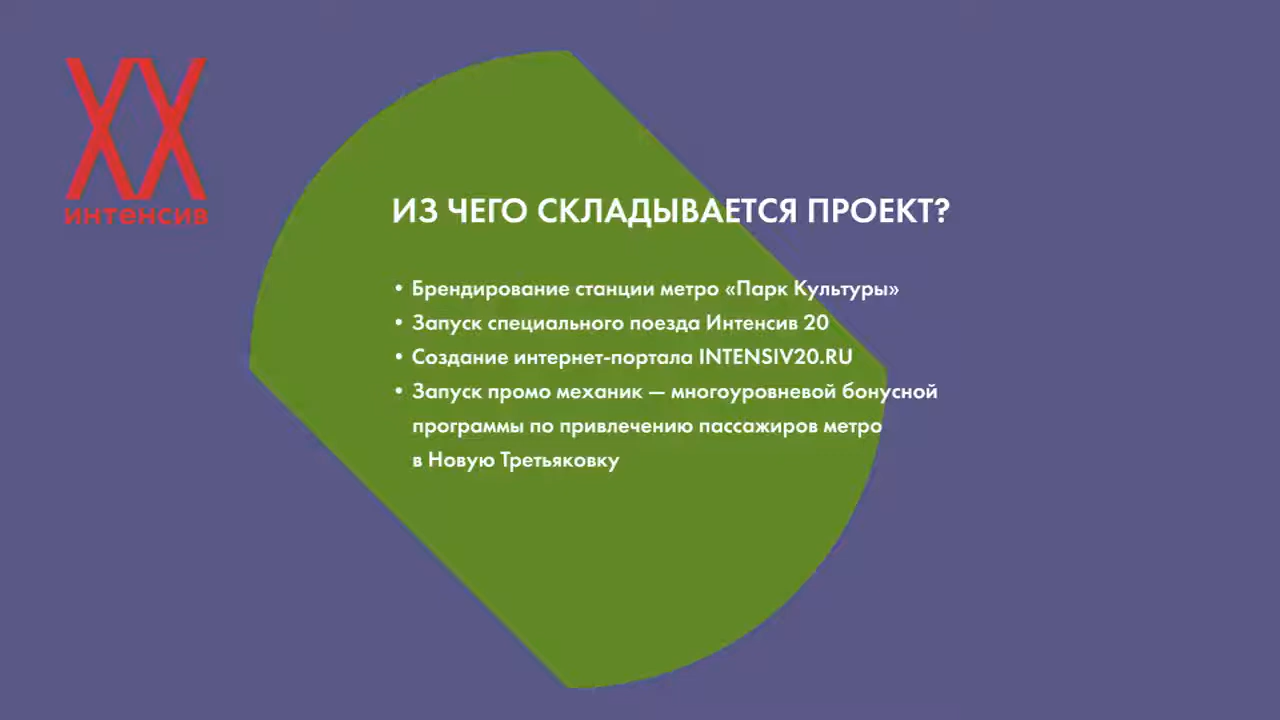 XX
интенсив
ИЗ ЧЕГО СКЛАДЫВАЕТСЯ ПРОЕКТ?
• Брендирование станции метро «Парк Культуры»
• Запуск специального поезда Интенсив 20
• Создание интернет-портала INTENSIV20.RU
• Запуск промо механик — многоуровневой бонусной
программы по привлечению пассажиров метро
в Новую Третьяковку